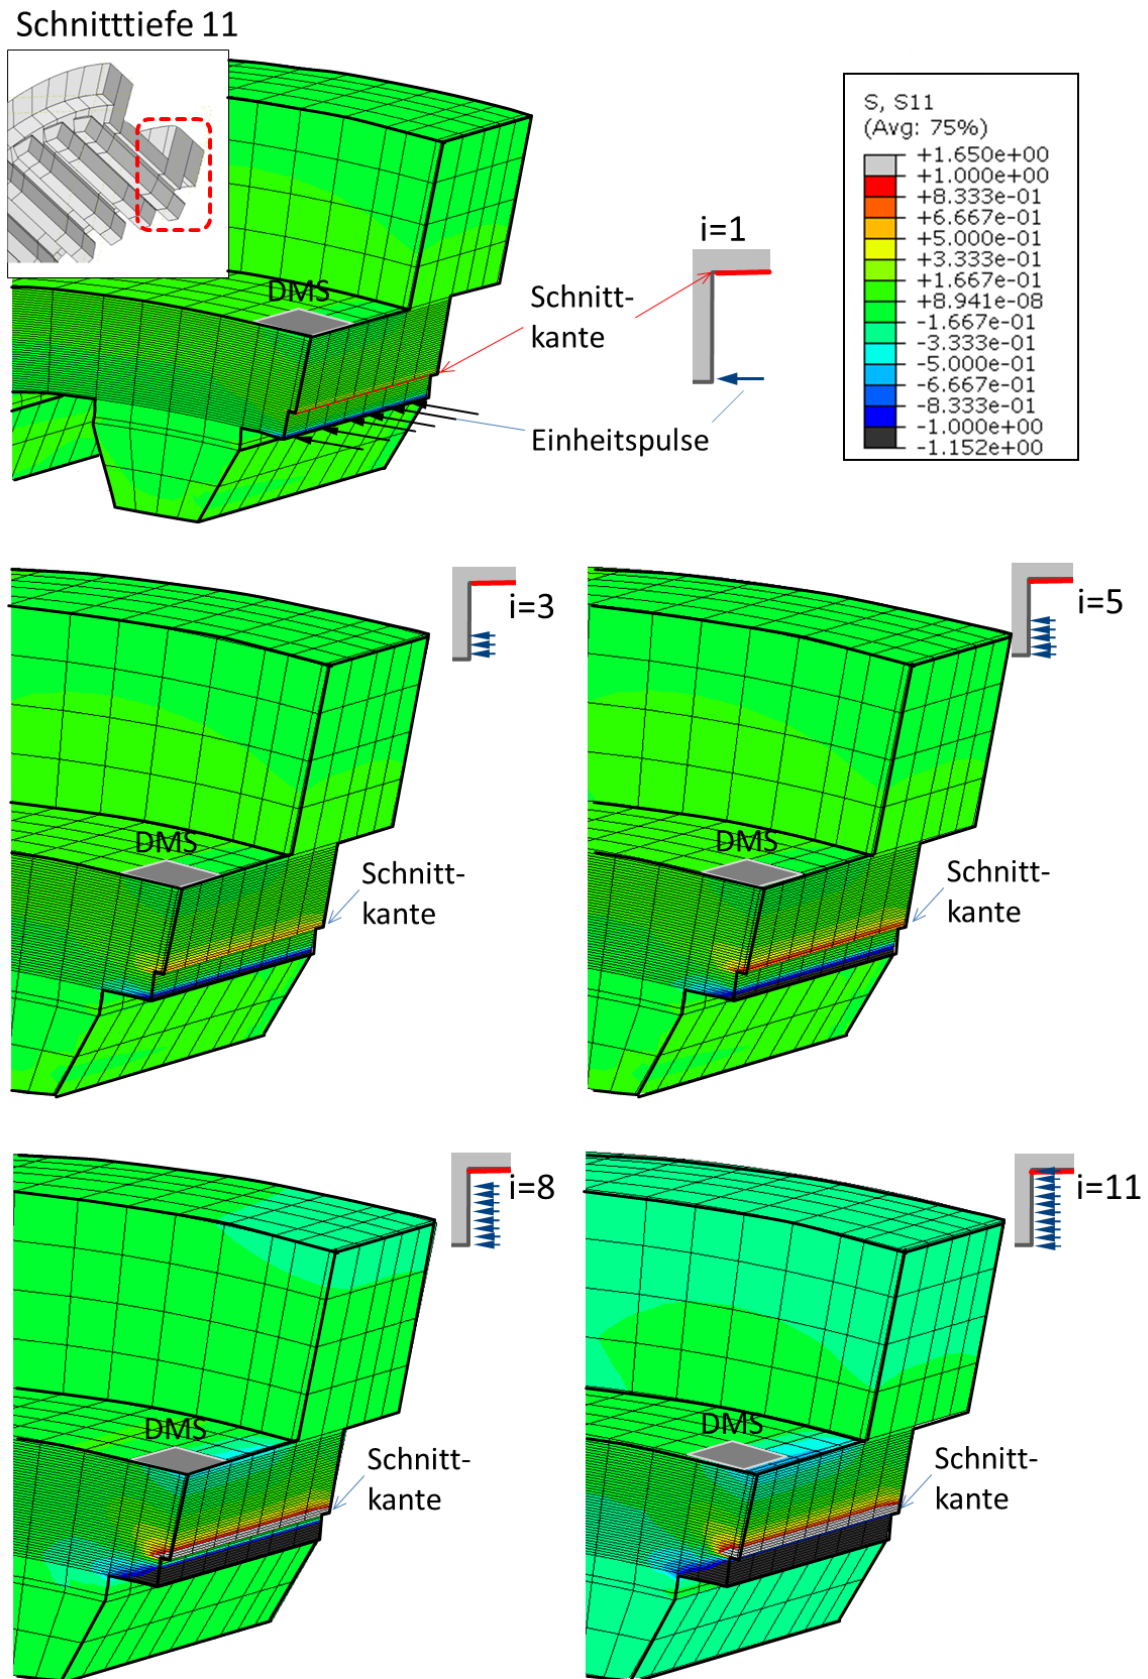 Schnitttiefe 11
S, S11
(Avg: 75%)
+1.650e+00
+1.000e+00
+8.333e-01
+6.667e-01
+5.000e-01
+3.333e-01
+1.667e-01
+8.941e-08
-1.667e-01
-3.333e-01
-5.000e-01
-6.667e-01
-8.333e-01
-1.000e+00
-1.152e+00
i=1
DMS
Schnitt-
kante
Einheitspulse
i=3
DMS
Schnitt-
kante
i=5
DMS
Schnitt-
kante
i=8
DMS
Schnitt-
kante
i=11
DMS
Schnitt-
kante